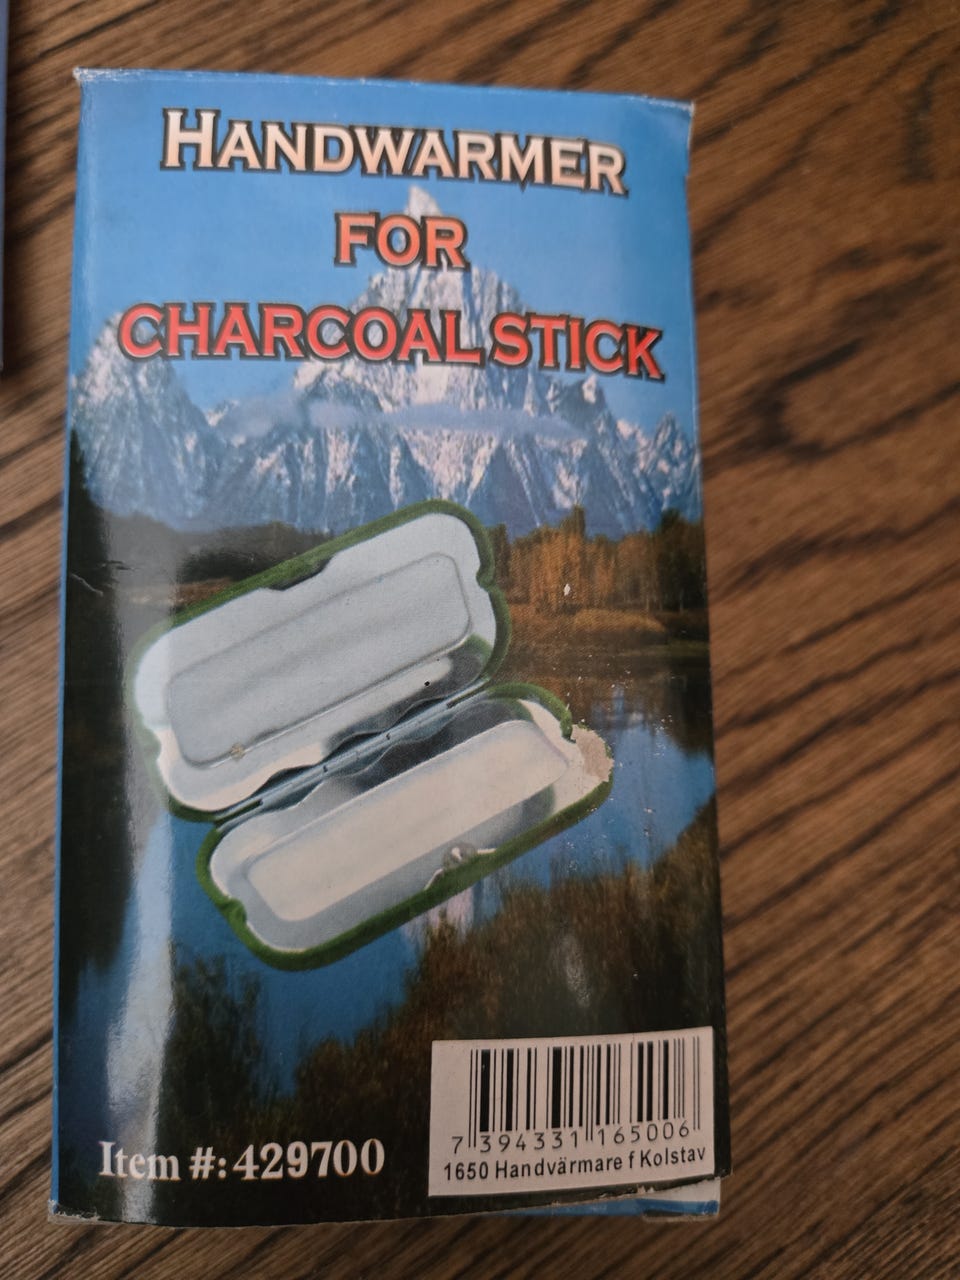 HANDWARMER
FOR
CHARCOAL STICK
7 394331 165006
1650 Handvärmare f Kolstav
Item #: 429700